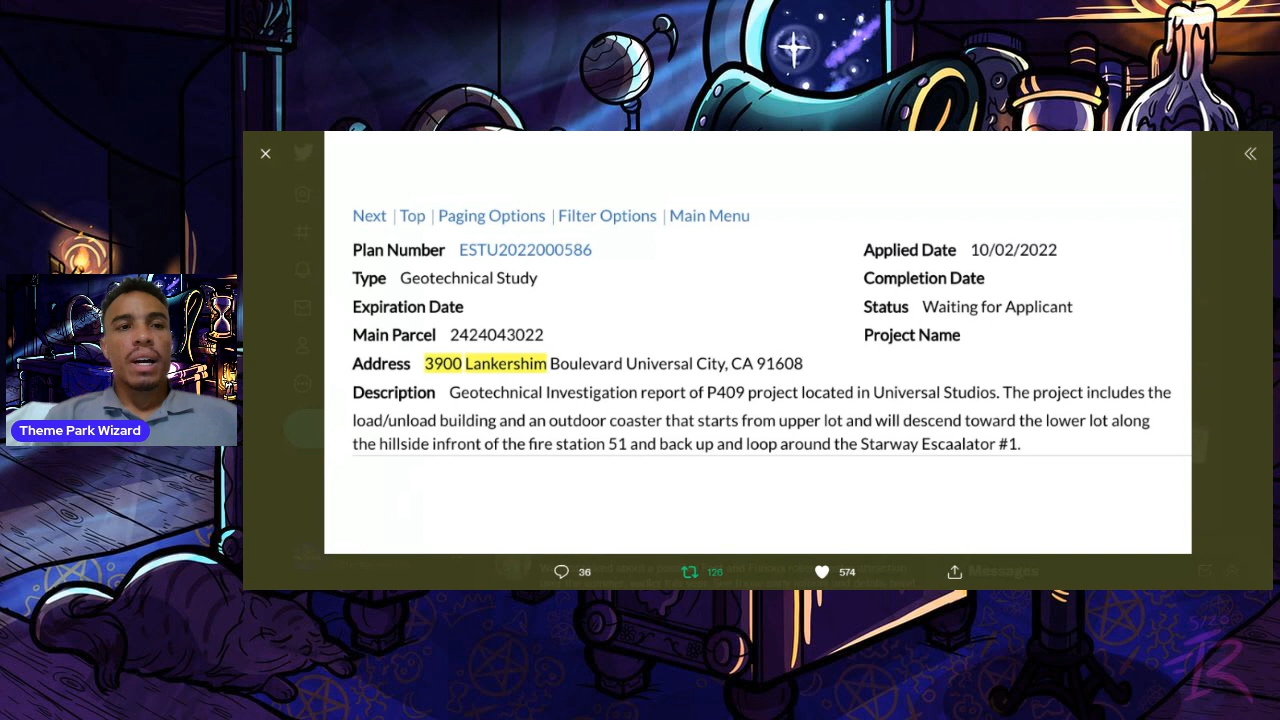 Next | Top | Paging Options | Filter Options | Main Menu
Plan Number ESTU2022000586 Applied Date 10/02/2022
Type Geotechnical Study Completion Date
Expiration Date Status Waiting for Applicant
Main Parcel 2424043022 Project Name
Address 3900 Lankershim Boulevard Universal City, CA 91608
Description Geotechnical Investigation report of P409 project located in Universal Studios. The project includes the
load/unload building and an outdoor coaster that starts from upper lot and will descend toward the lower lot along
the hillside infront of the fire station 51 and back up and loop around the Starway Escaalator #1.
Theme Park Wizard
36 126 574
Messages